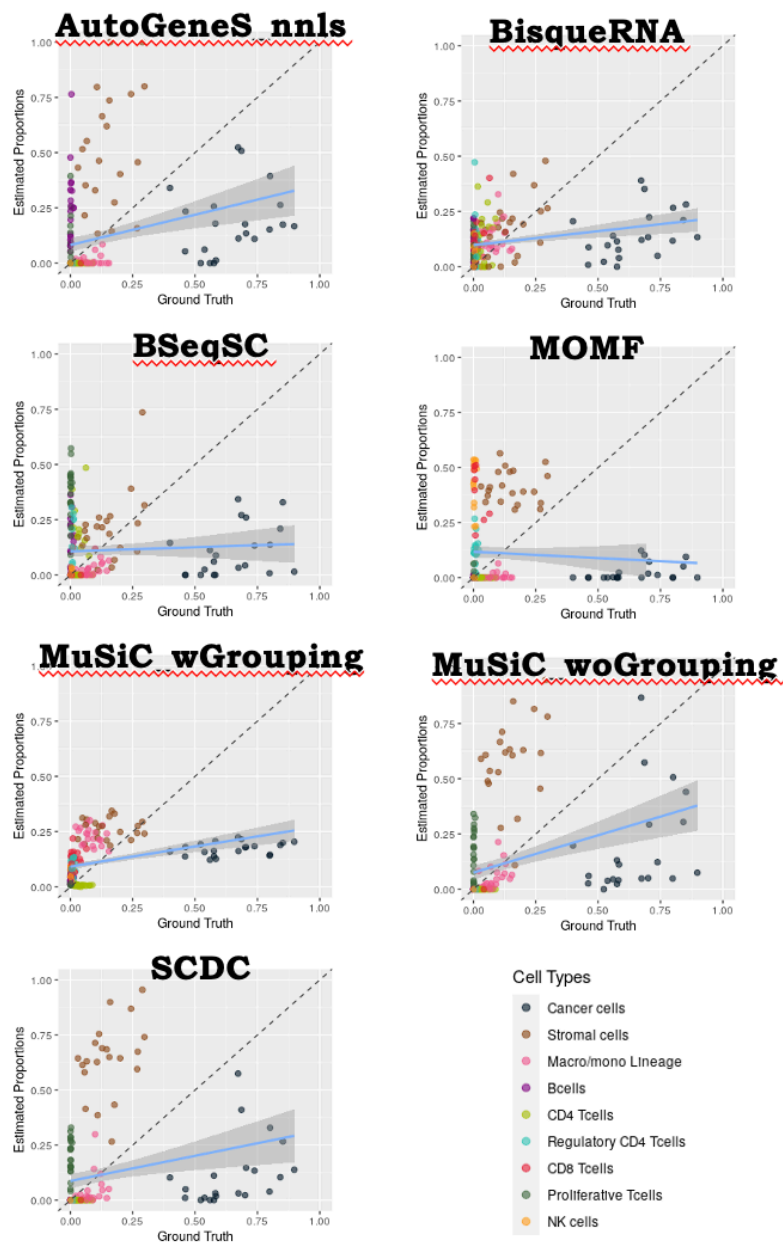 AutoGeneS_nnls
1.00
0.75
0.50
0.25
0.00
0.00 0.25 0.50 0.75 1.00
Estimated Proportions
Ground Truth
BisqueRNA
1.00
0.75
0.50
0.25
0.00
0.00 0.25 0.50 0.75 1.00
Estimated Proportions
Ground Truth
BSeqSC
1.00
0.75
0.50
0.25
0.00
0.00 0.25 0.50 0.75 1.00
Estimated Proportions
Ground Truth
MOMF
1.00
0.75
0.50
0.25
0.00
0.00 0.25 0.50 0.75 1.00
Estimated Proportions
Ground Truth
MuSiC_wGrouping
0.75
0.50
0.25
0.00
0.00 0.25 0.50 0.75 1.00
Estimated Proportions
Ground Truth
MuSiC_woGrouping
0.75
0.50
0.25
0.00
0.00 0.25 0.50 0.75 1.00
Estimated Proportions
Ground Truth
SCDC
1.00
0.75
0.50
0.25
0.00
0.00 0.25 0.50 0.75 1.00
Estimated Proportions
Ground Truth
Cell Types
Cancer cells
Stromal cells
Macro/mono Lineage
Bcells
CD4 Tcells
Regulatory CD4 Tcells
CD8 Tcells
Proliferative Tcells
NK cells